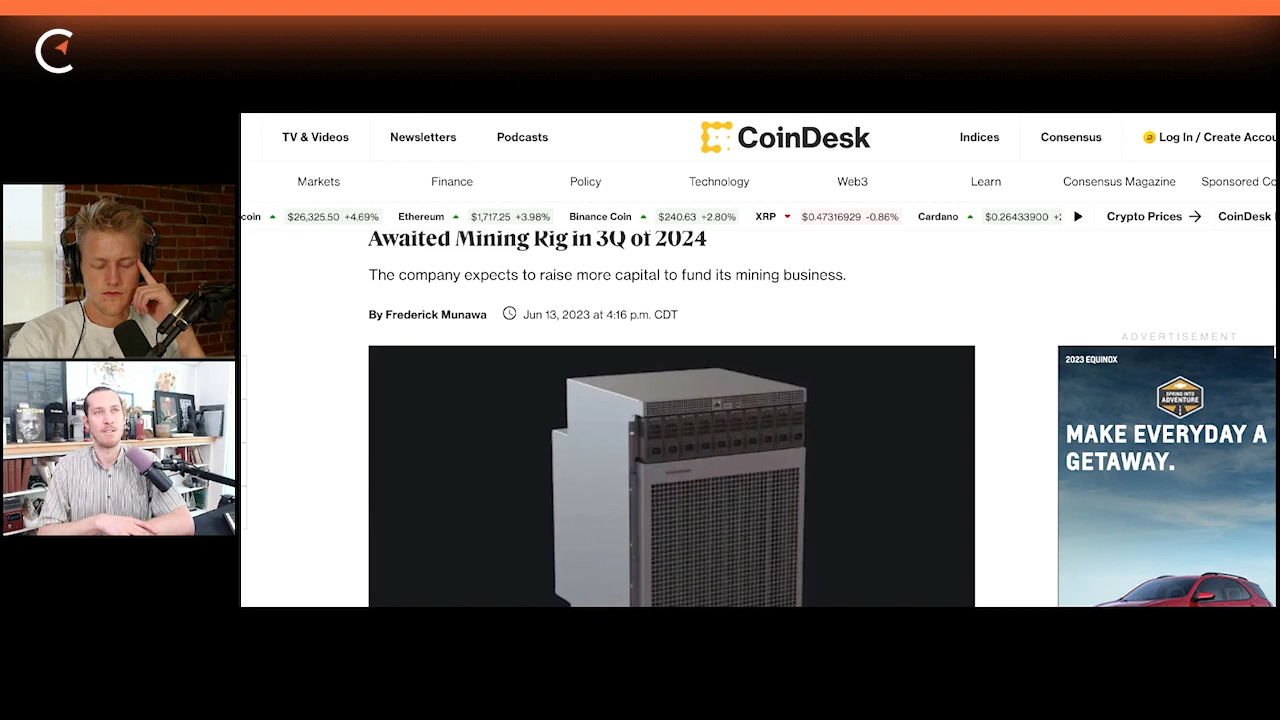 TV & Videos
Newsletters
Podcasts
CoinDesk
Indices
Consensus
Log In / Create Accou
Markets
Finance
Policy
Technology
Web3
Learn
Consensus Magazine
Sponsored Co
coin $26,325.50 +4.69% Ethereum $1,717.25 +3.98% Binance Coin $240.63 +2.80% XRP $0.47316929 -0.86% Cardano $0.26433900 Crypto Prices CoinDesk
Awaited Mining Rig in 3Q of 2024
The company expects to raise more capital to fund its mining business.
By Frederick Munawa Jun 13, 2023 at 4:16 p.m. CDT
ADVERTISEMENT
2023 EQUINOX
SPRING INTO
ADVENTURE
MAKE EVERYDAY A
GETAWAY.